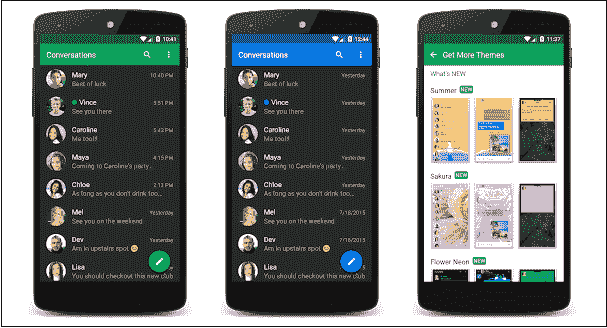 10:41
Conversations
Mary
10:40 PM
Best of luck
Vince
5:51 PM
See you there
Caroline
5:43 PM
Me too!!
Maya
4:15 PM
Coming to Caroline's party...
Chloe
2:13 PM
As long as you don't drink too...
Mel
Yesterday
See you on the weekend
Dev
Yesterday
Am in upstairs spot
Lisa
You should checkout this new club
12:44
Conversations
Mary
Yesterday
Best of luck
Vince
Yesterday
See you there
Caroline
Yesterday
Me too!!
Maya
Yesterday
Coming to Caroline's party...
Chloe
Yesterday
As long as you don't drink too...
Mel
7/18/2015
See you on the weekend
Dev
7/18/2015
Am in upstairs spot
Lisa
You should checkout this new club
11:37
Get More Themes
What's NEW
Summer NEW
Sakura NEW
Flower Neon NEW